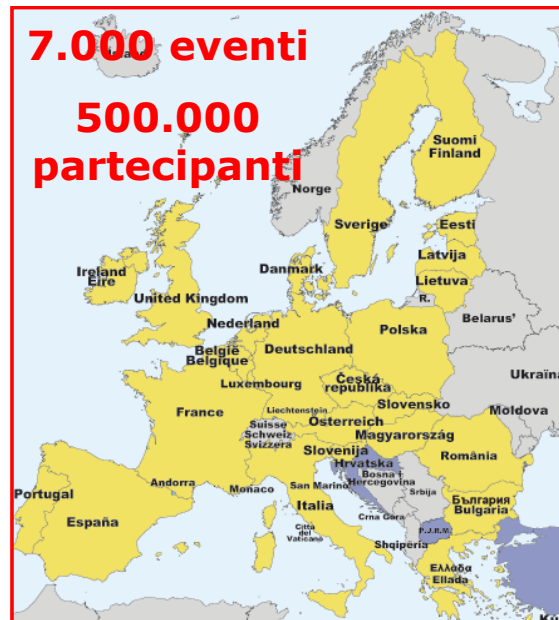 7.000 eventi
500.000
partecipanti
Suomi
Finland
Norge
Sverige
Eesti
Latvija
Lietuva
R.
Danmark
Ireland
Eire
United Kingdom
Belarus'
Nederland
Polska
België
Belgique
Deutschland
Ukraïna
Luxembourg
Česká
republika
Slovensko
Moldova
France
Liechtenstein
Österreich
Suisse
Schweiz
Svizzera
Magyarország
Slovenija
România
Hrvatska
Bosna i
Hercegovina
Andorra
Monaco
San Marino
Srbija
Portugal
Italia
България
Bulgaria
España
Città
del
Vaticano
Crna Gora
P.J.R.M.
Shqipëria
Ελλάδα
Ellada